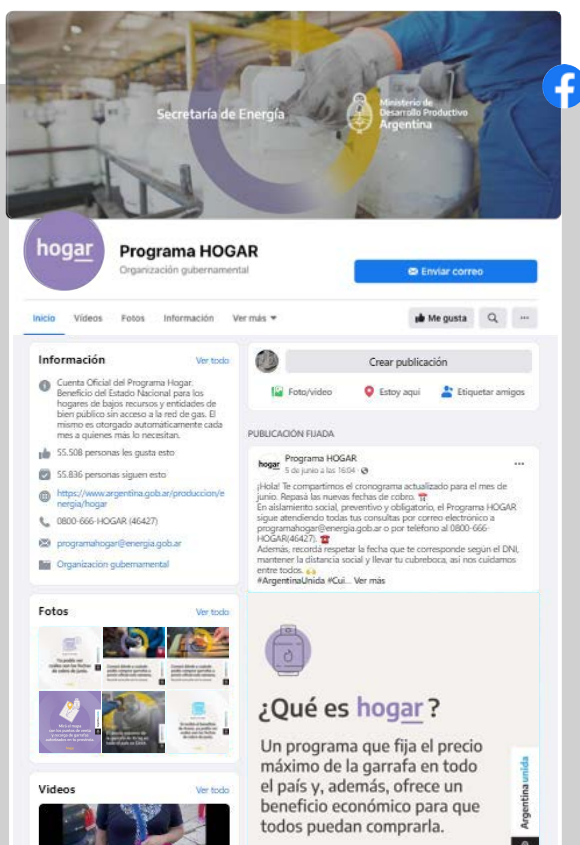 Secretaría de Energía
Ministerio de
Desarrollo Productivo
Argentina
hogar
Programa HOGAR
Organización gubernamental
Enviar correo
Inicio Vídeos Fotos Información Ver más
Me gusta
Información Ver todo
Cuenta Oficial del Programa Hogar.
Beneficio del Estado Nacional para los
hogares de bajos recursos y entidades de
bien público sin acceso a la red de gas. El
mismo es otorgado automáticamente cada
mes a quienes mas lo necesitan.
55.508 personas les gusta esto
55.836 personas siguen esto
https://www.argentina.gob.ar/produccion/e
nergia/hogar
0800-666-HOGAR (46427)
programahogar@energia.gob.ar
Organización gubernamental
Fotos Ver todo
Videos Ver todo
Crear publicación
Foto/video Estoy aqui Etiquetar amigos
PUBLICACIÓN FIJADA
hogar
Programa HOGAR
5 de junio a las 16:04
¡Hola! Te compartimos el cronograma actualizado para el mes de
junio. Repasá las nuevas fechas de cobro.
En aislamiento social, preventivo y obligatorio, el Programa HOGAR
sigue atendiendo todas tus consultas por correo electrónico a
programahogar@energia.gob.ar o por teléfono al 0800-666-
HOGAR(46427).
Además, recordá respetar la fecha que te corresponde según el DNI,
mantener la distancia social y llevar tu cubreboca, así nos cuidamos
entre todos.
#ArgentinaUnida #Cui... Ver más
¿Qué es hogar?
Un programa que fija el precio
máximo de la garrafa en todo
el país y, además, ofrece un
beneficio económico para que
todos puedan comprarla.
Argentina unida